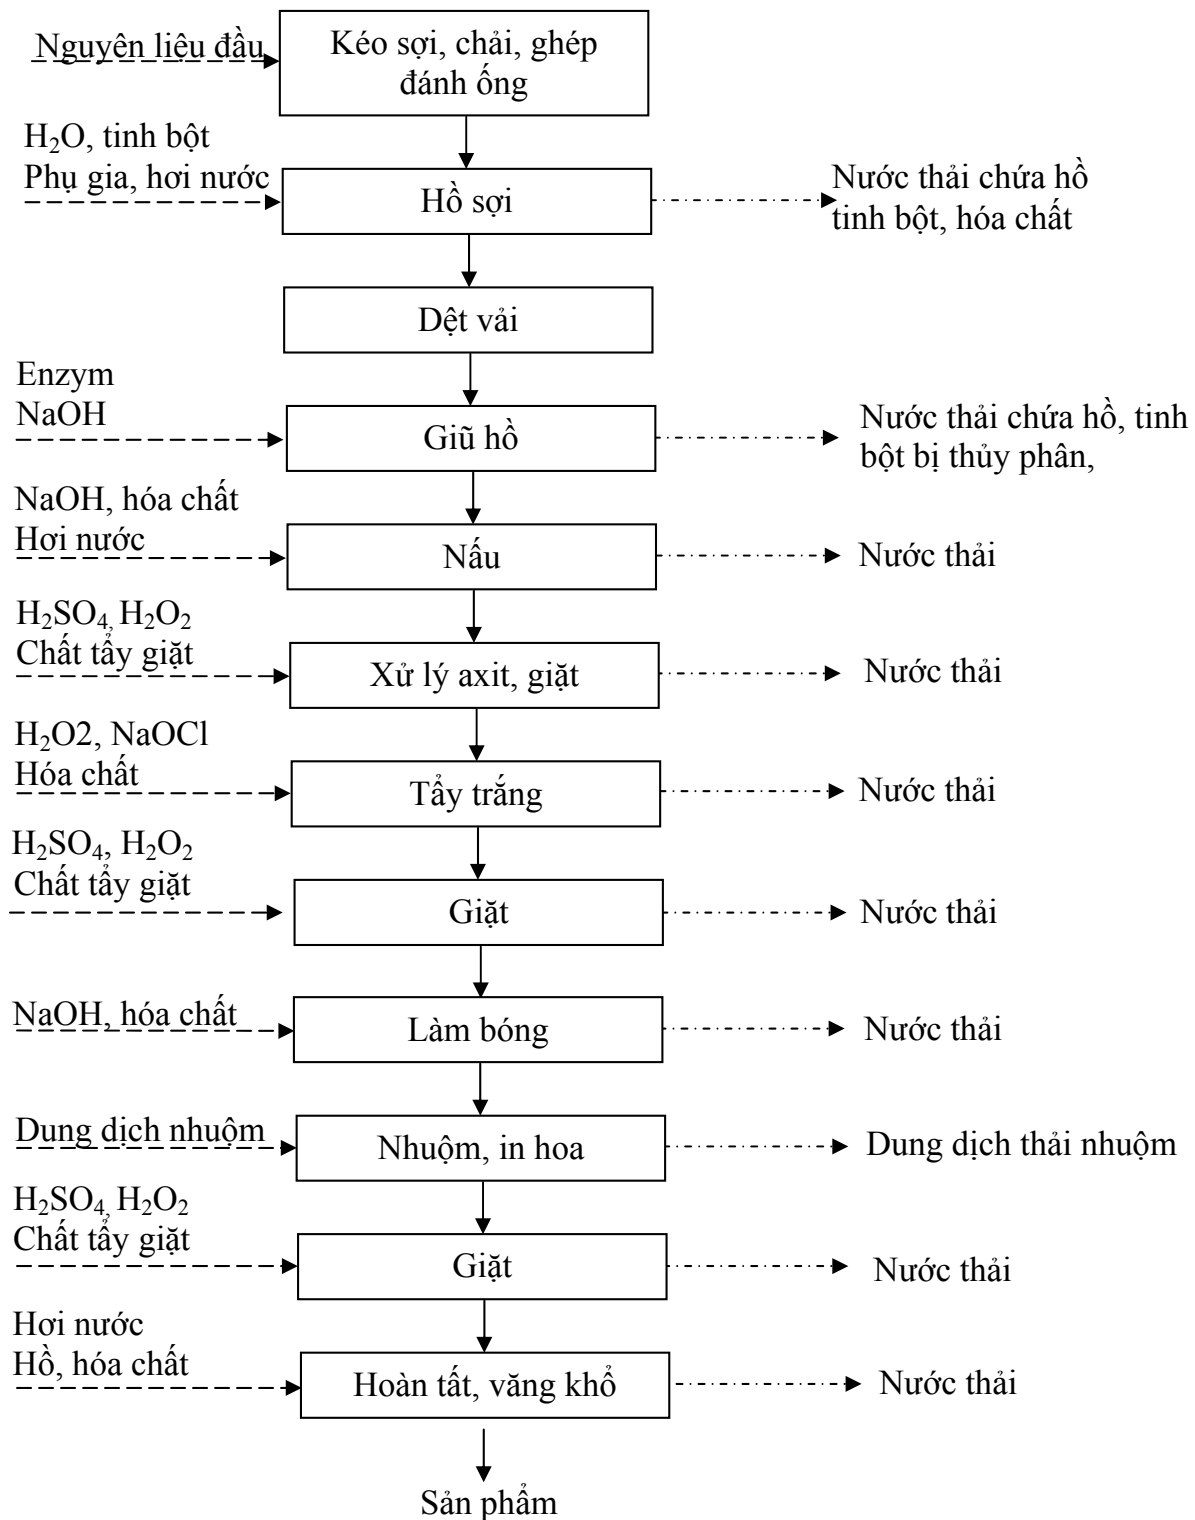 Nguyên liệu đầu
Kéo sợi, chải, ghép
đánh ống
H₂O, tinh bột
Phụ gia, hơi nước
Hồ sợi
Nước thải chứa hồ
tinh bột, hóa chất
Dệt vải
Enzym
NaOH
Giũ hồ
Nước thải chứa hồ, tinh
bột bị thủy phân,
NaOH, hóa chất
Hơi nước
Nấu
Nước thải
H₂SO₄, H₂O₂
Chất tẩy giặt
Xử lý axit, giặt
Nước thải
H₂O2, NaOCl
Hóa chất
Tẩy trắng
Nước thải
H₂SO₄, H₂O₂
Chất tẩy giặt
Giặt
Nước thải
NaOH, hóa chất
Làm bóng
Nước thải
Dung dịch nhuộm
Nhuộm, in hoa
Dung dịch thải nhuộm
H₂SO₄, H₂O₂
Chất tẩy giặt
Giặt
Nước thải
Hơi nước
Hồ, hóa chất
Hoàn tất, văng khổ
Nước thải
Sản phẩm